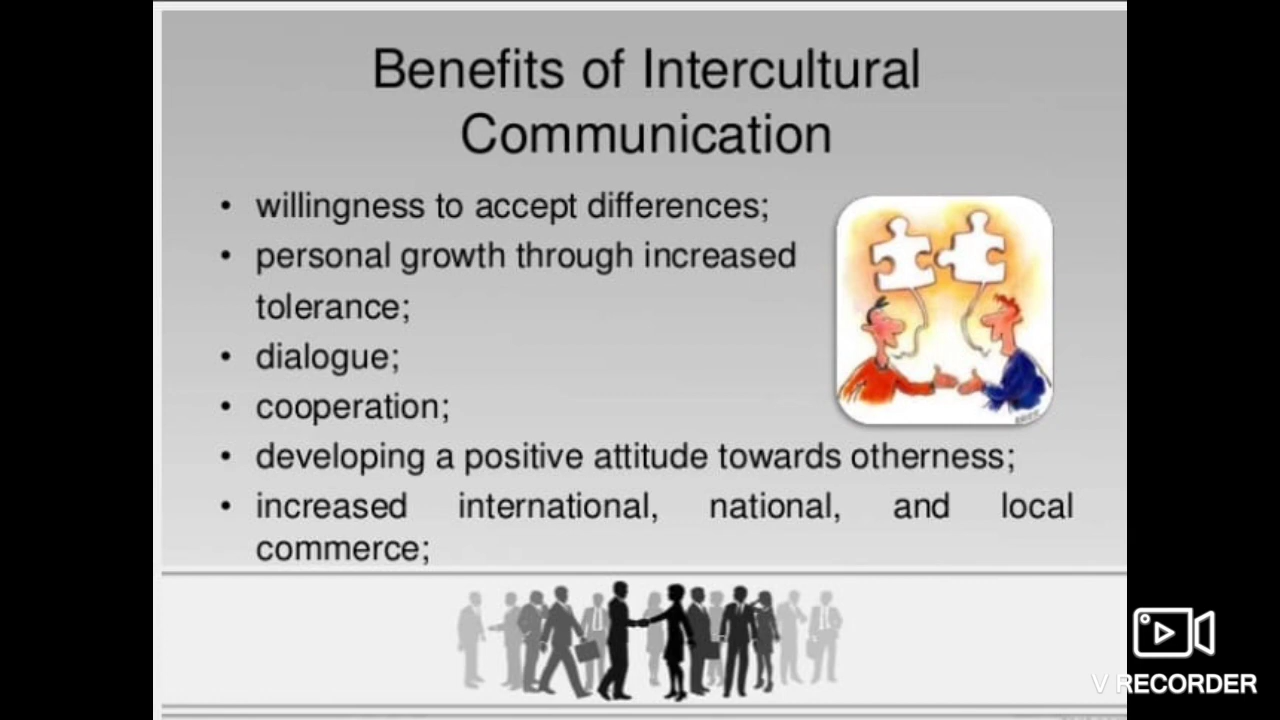 Benefits of Intercultural
Communication
• willingness to accept differences;
• personal growth through increased
tolerance;
• dialogue;
• cooperation;
• developing a positive attitude towards otherness;
• increased international, national, and local
commerce;
V RECORDER